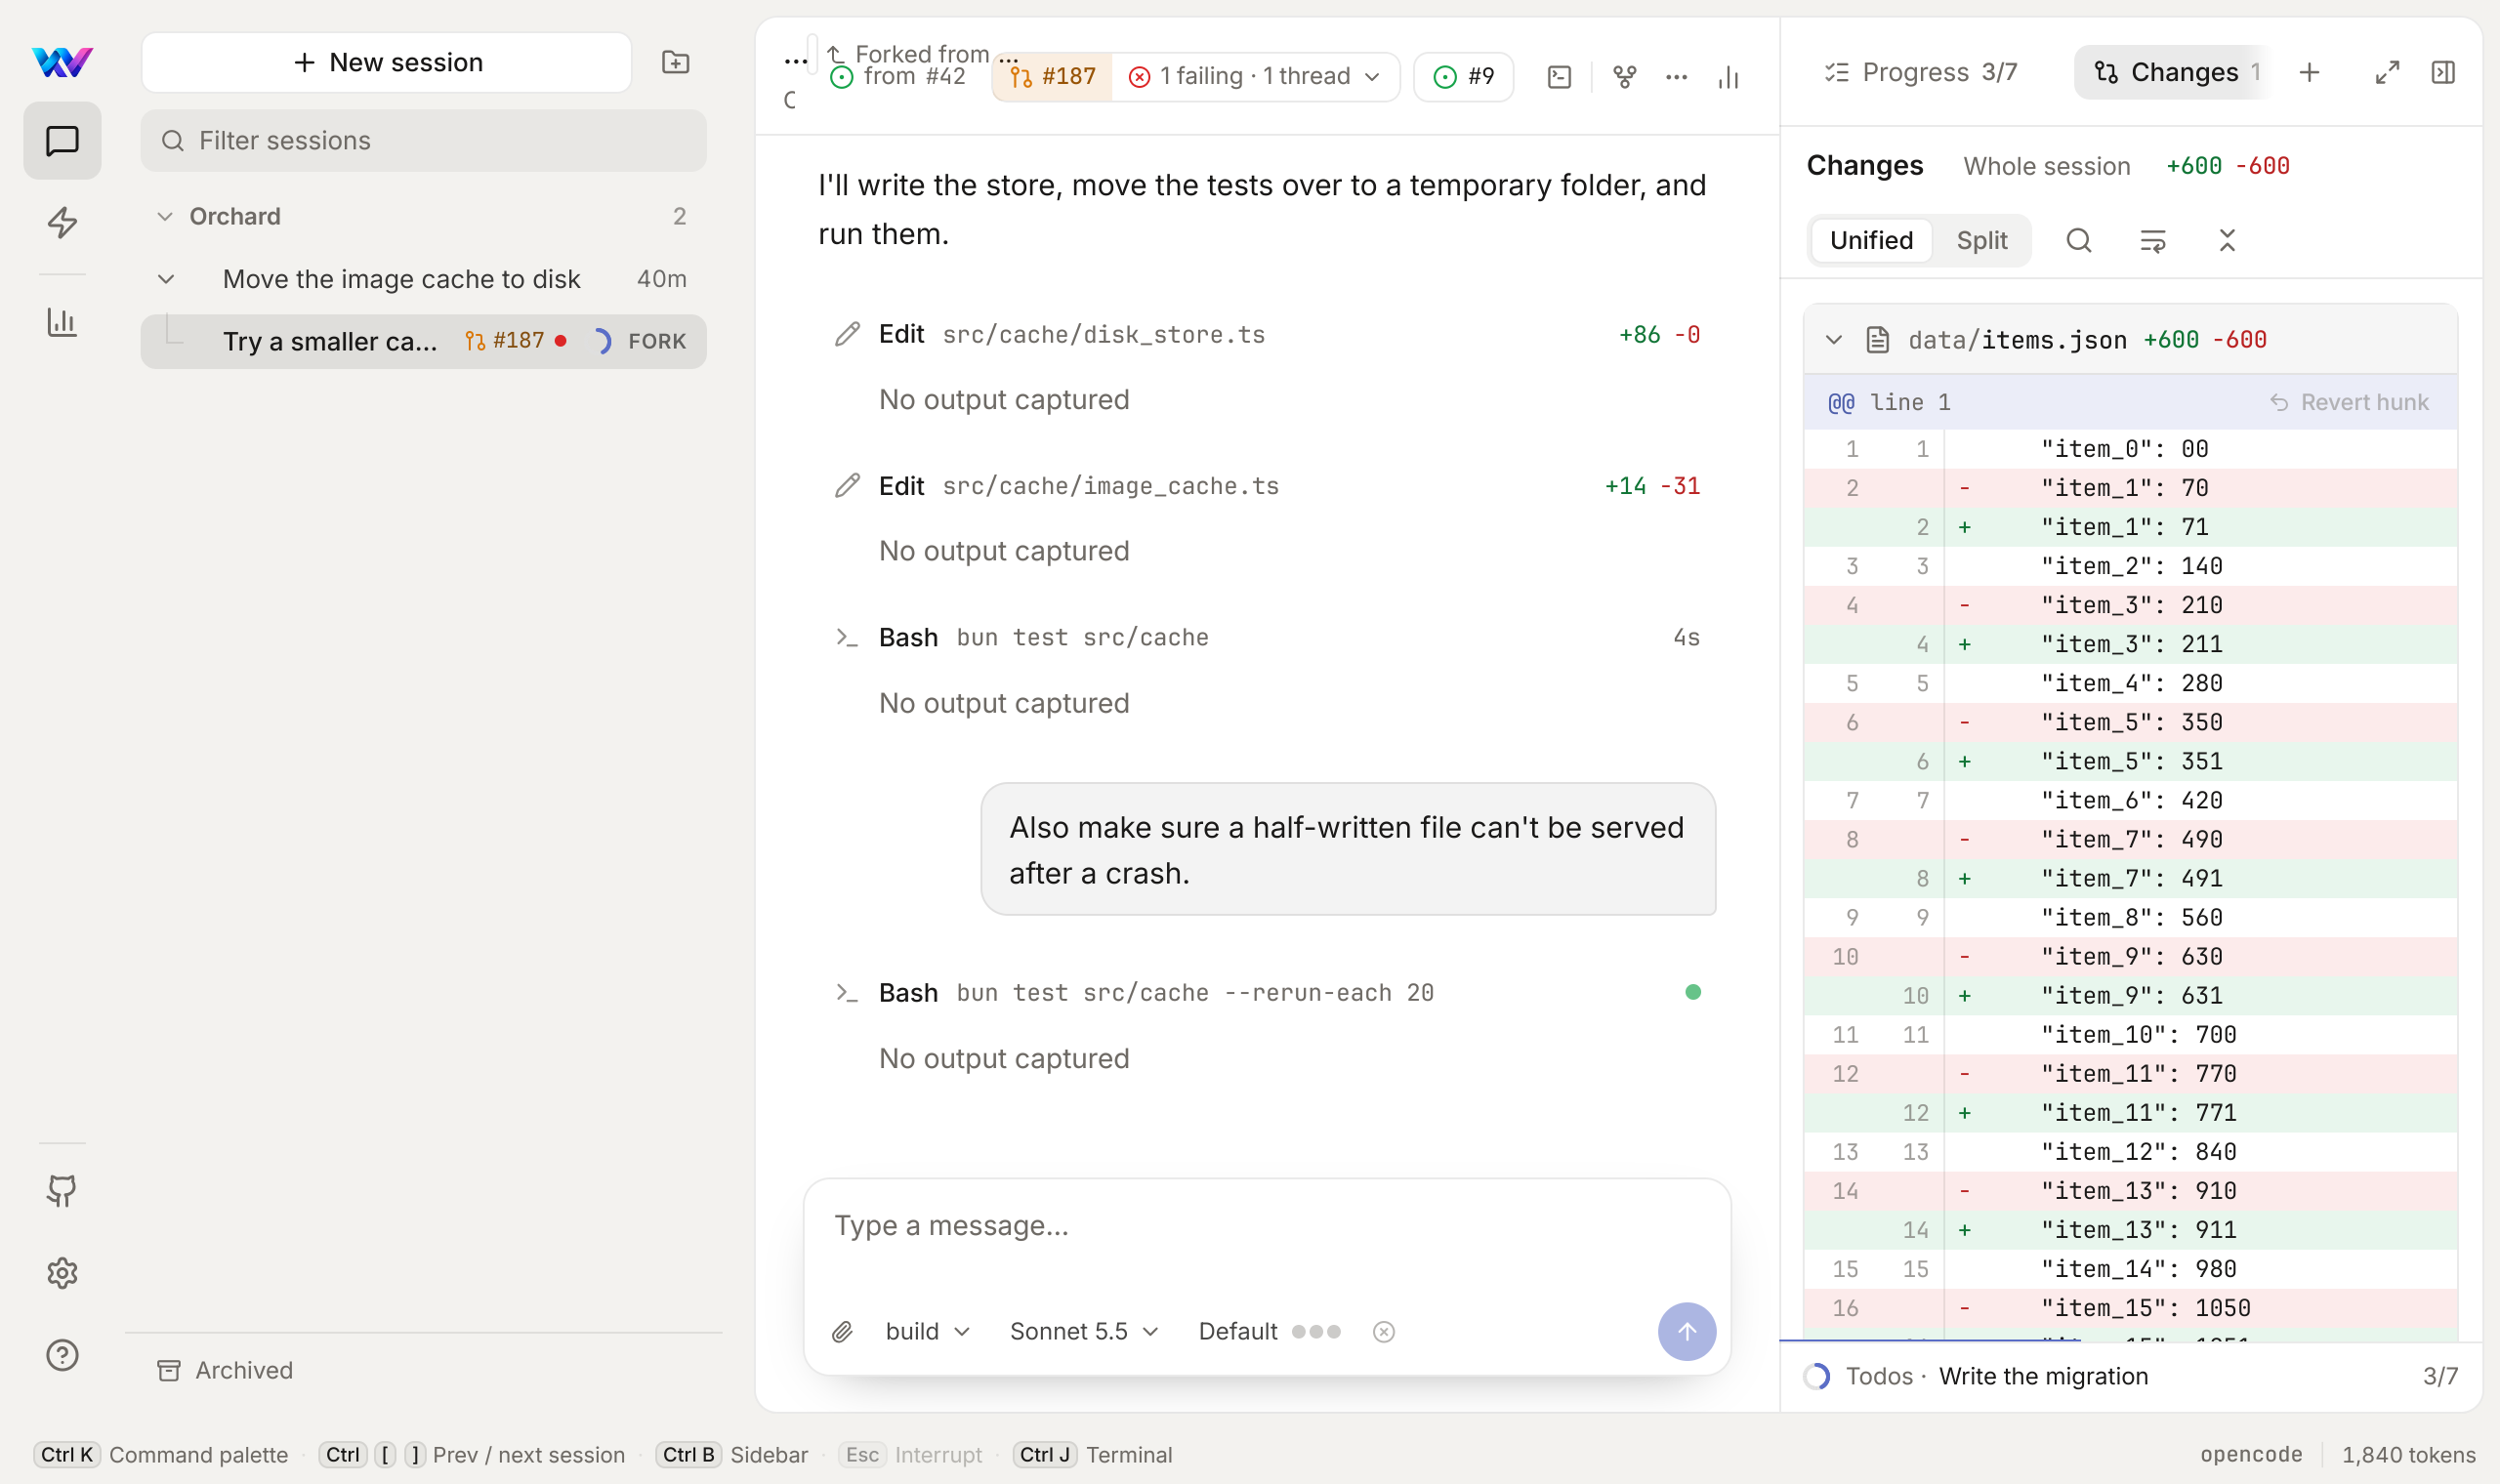 New session
Filter sessions
Orchard 2
Move the image cache to disk 40m
Try a smaller ca... #187 FORK
Archived
... Forked from ...
from #42 #187 1 failing · 1 thread #9
I'll write the store, move the tests over to a temporary folder, and
run them.
Edit src/cache/disk_store.ts +86 -0
No output captured
Edit src/cache/image_cache.ts +14 -31
No output captured
Bash bun test src/cache 4s
No output captured
Also make sure a half-written file can't be served
after a crash.
Bash bun test src/cache --rerun-each 20
No output captured
Type a message...
build Sonnet 5.5 Default
Progress 3/7 Changes 1
Changes Whole session +600 -600
Unified Split
data/items.json +600 -600
@@ line 1 Revert hunk
1 1 "item_0": 00
2 - "item_1": 70
2 + "item_1": 71
3 3 "item_2": 140
4 - "item_3": 210
4 + "item_3": 211
5 5 "item_4": 280
6 - "item_5": 350
6 + "item_5": 351
7 7 "item_6": 420
8 - "item_7": 490
8 + "item_7": 491
9 9 "item_8": 560
10 - "item_9": 630
10 + "item_9": 631
11 11 "item_10": 700
12 - "item_11": 770
12 + "item_11": 771
13 13 "item_12": 840
14 - "item_13": 910
14 + "item_13": 911
15 15 "item_14": 980
16 - "item_15": 1050
Todos · Write the migration 3/7
Ctrl K Command palette · Ctrl [ ] Prev / next session · Ctrl B Sidebar · Esc Interrupt · Ctrl J Terminal
opencode 1,840 tokens